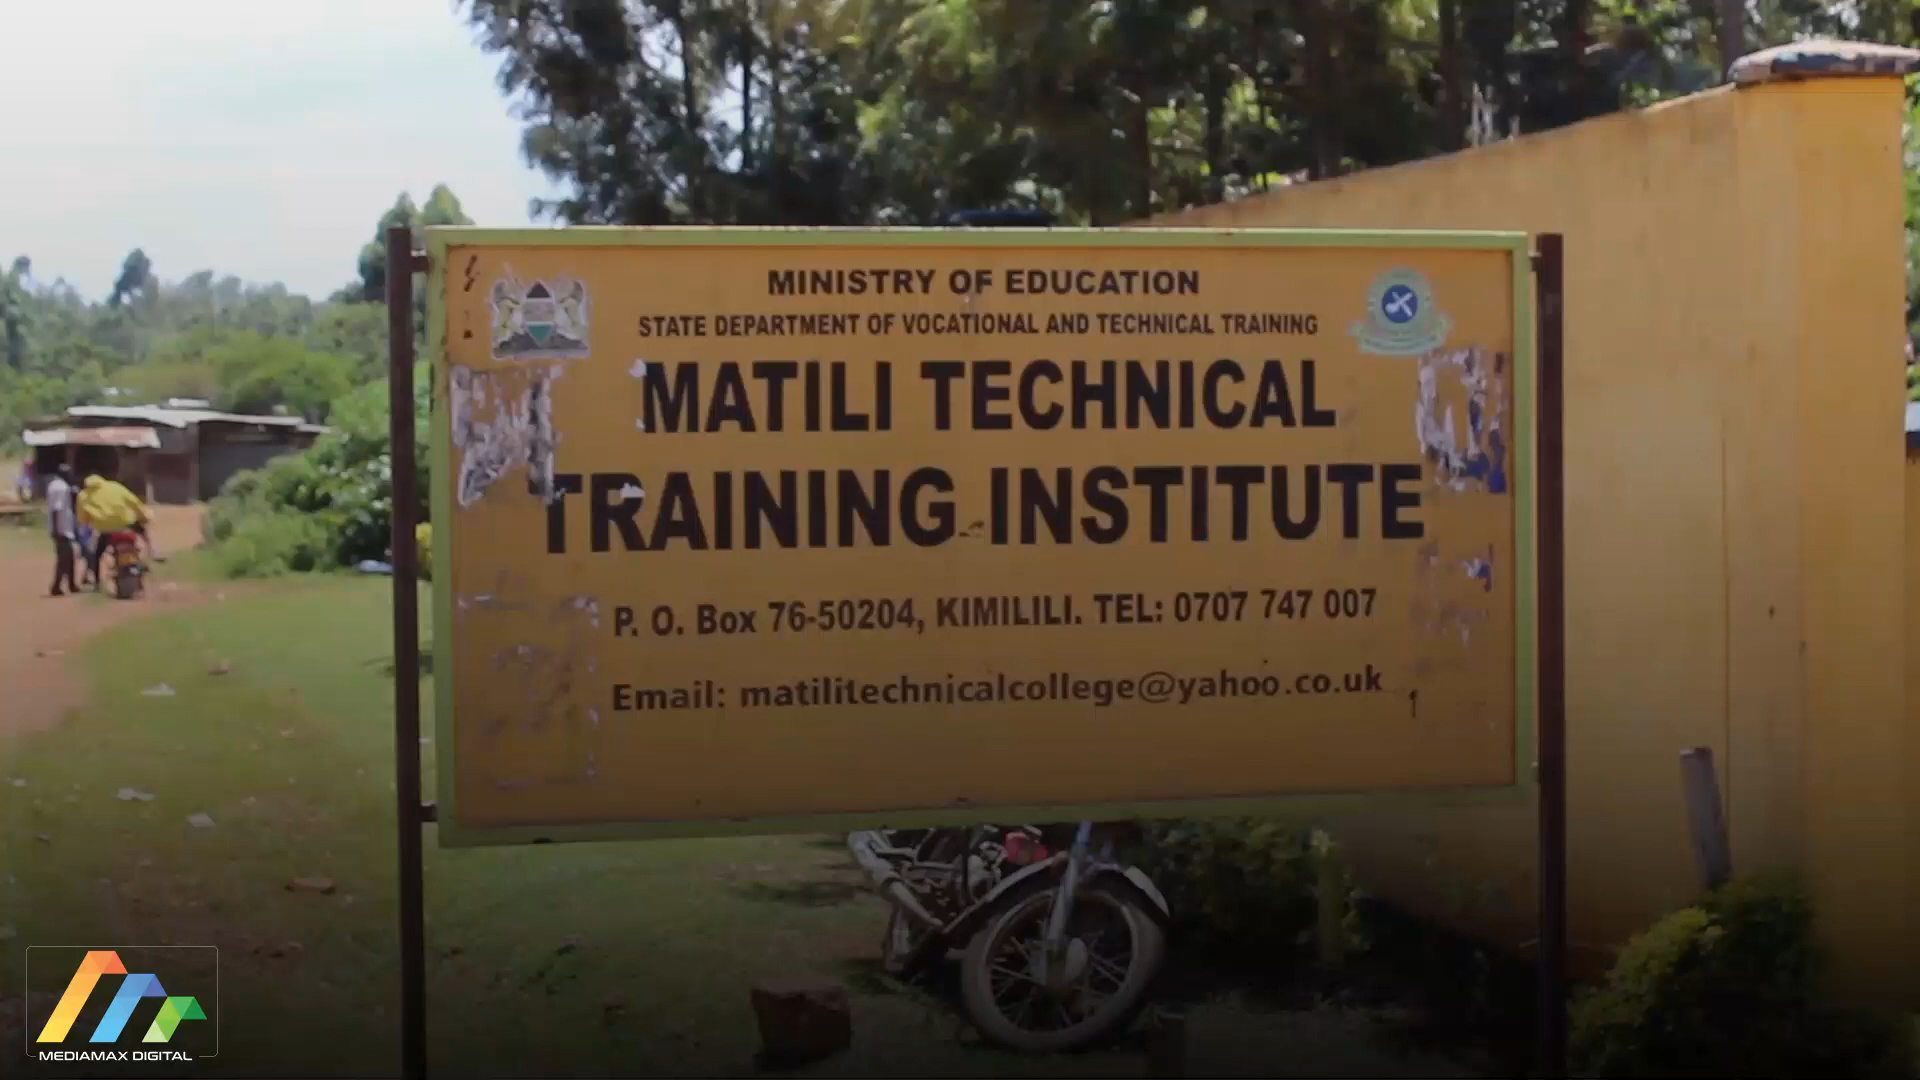 MINISTRY OF EDUCATION
STATE DEPARTMENT OF VOCATIONAL AND TECHNICAL TRAINING
MATILI TECHNICAL
TRAINING INSTITUTE
P. O. Box 76-50204, KIMILILI. TEL: 0707 747 007
Email: matilitechnicalcollege@yahoo.co.uk
MEDIAMAX DIGITAL